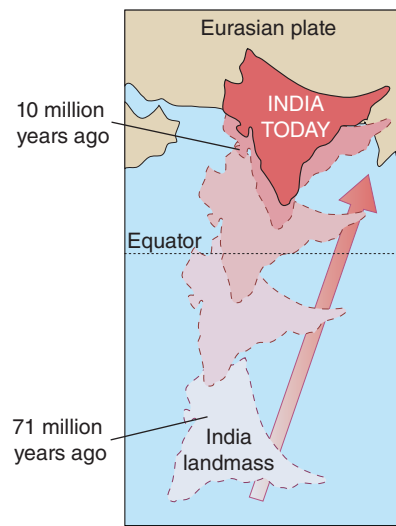 Eurasian plate
10 million
years ago
INDIA
TODAY
Equator
71 million
years ago
India
landmass